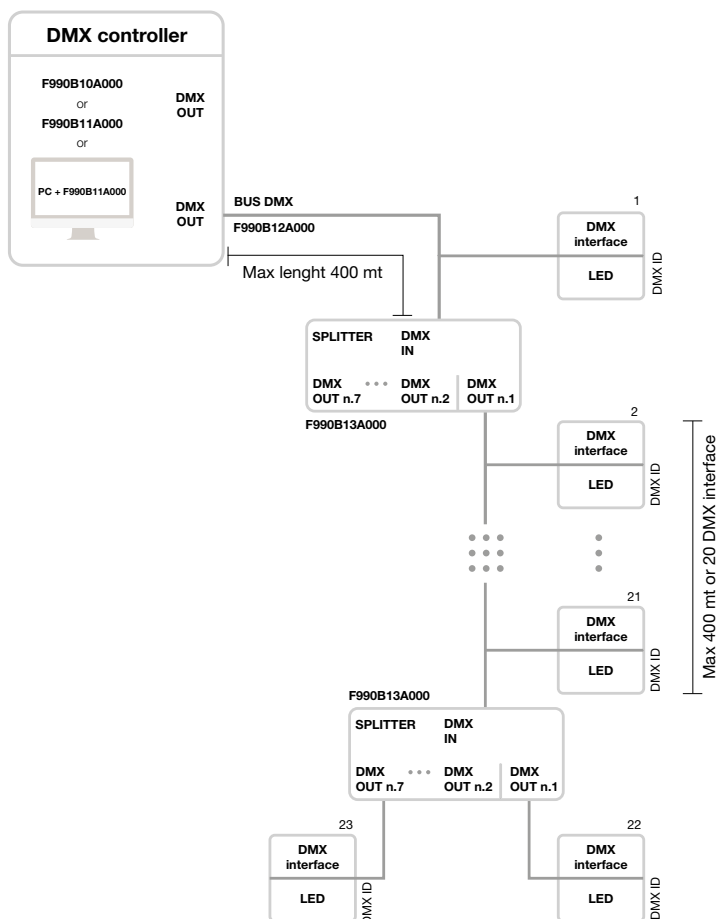 DMX controller
F990B10A000
or
F990B11A000
or
PC + F990B11A000
DMX
OUT
DMX
OUT
BUS DMX
F990B12A000
Max lenght 400 mt
1
DMX
interface
LED
DMX ID
SPLITTER
DMX
IN
DMX
OUT n.7
DMX
OUT n.2
DMX
OUT n.1
F990B13A000
2
DMX
interface
LED
DMX ID
21
DMX
interface
LED
DMX ID
Max 400 mt or 20 DMX interface
F990B13A000
SPLITTER
DMX
IN
DMX
OUT n.7
DMX
OUT n.2
DMX
OUT n.1
23
DMX
interface
LED
DMX ID
22
DMX
interface
LED
DMX ID